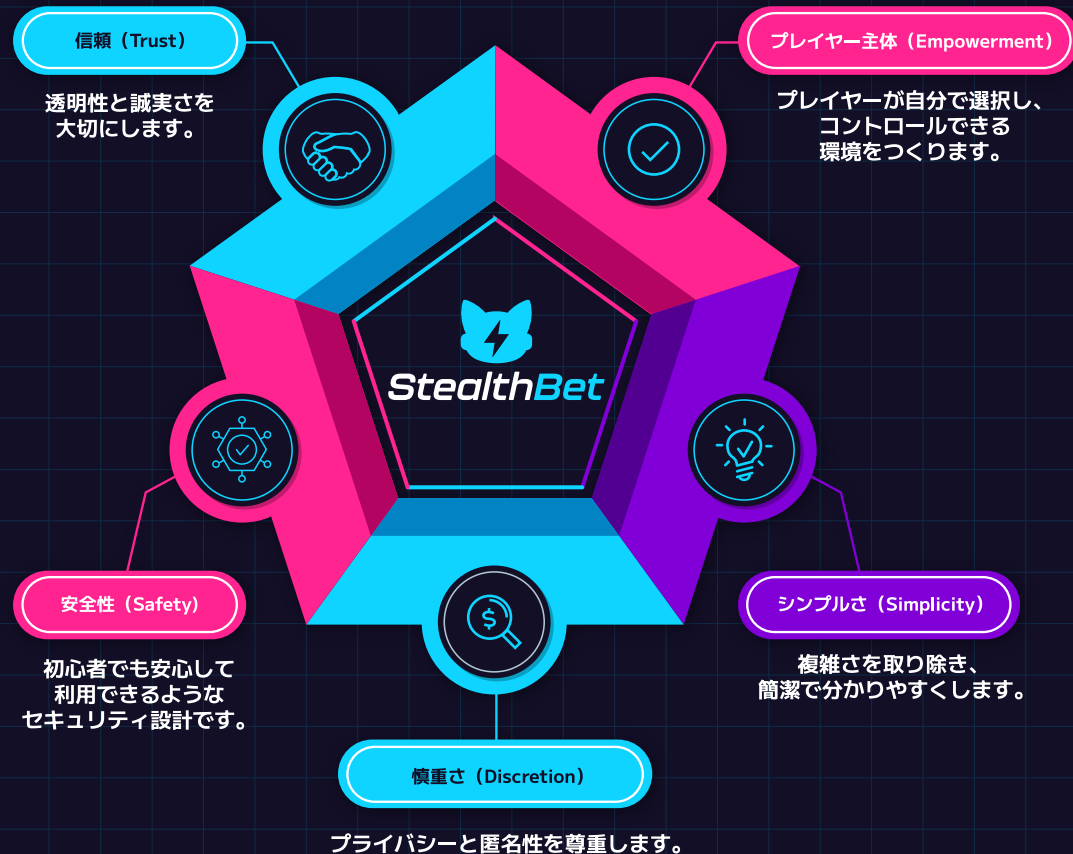 信頼（Trust）
透明性と誠実さを
大切にします。
プレイヤー主体（Empowerment）
プレイヤーが自分で選択し、
コントロールできる
環境をつくります。
StealthBet
安全性（Safety)
初心者でも安心して
利用できるような
セキュリティ設計です。
シンプルさ（Simplicity）
複雑さを取り除き、
簡潔で分かりやすくします。
$
慎重さ（Discretion）
プライバシーと匿名性を尊重します。